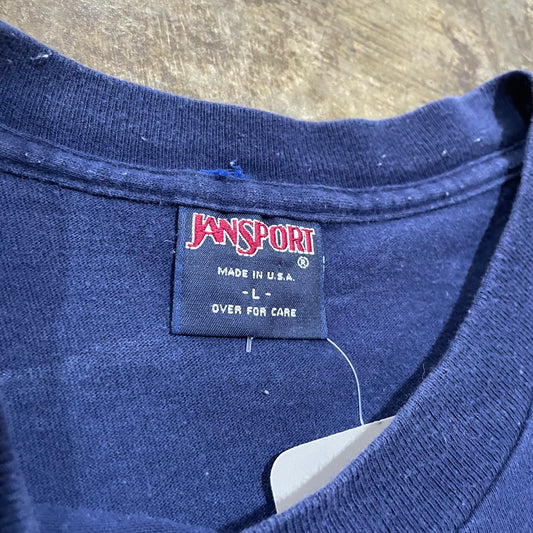 JANSPORT®
MADE IN U.S.A.
- L -
OVER FOR CARE